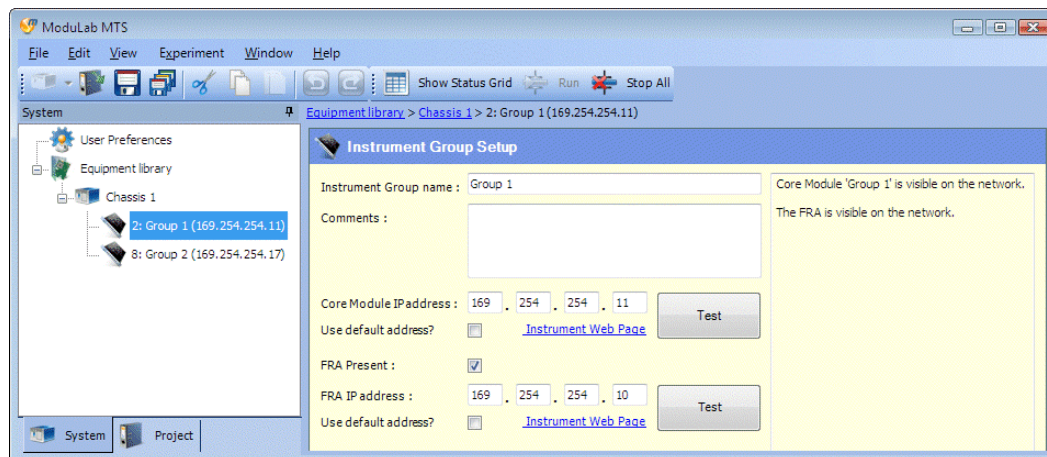 ModuLab MTS
File Edit View Experiment Window Help
Show Status Grid Run Stop All
System
Equipment library > Chassis 1 > 2: Group 1 (169.254.254.11)
User Preferences
Equipment library
Chassis 1
2: Group 1 (169.254.254.11)
8: Group 2 (169.254.254.17)
Instrument Group Setup
Instrument Group name : Group 1
Comments :
Core Module IPaddress : 169 . 254 . 254 . 11
Test
Use default address? Instrument Web Page
FRA Present :
FRA IP address : 169 . 254 . 254 . 10
Test
Use default address? Instrument Web Page
Core Module 'Group 1' is visible on the network.
The FRA is visible on the network.
System Project